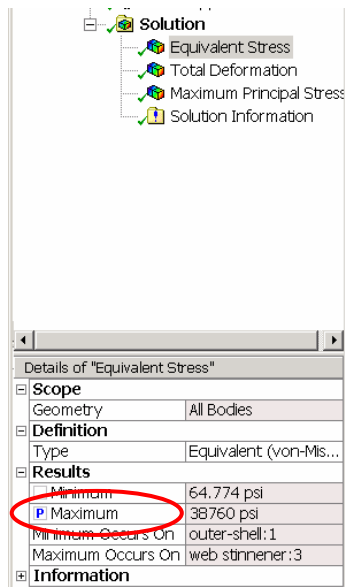 Solution
Equivalent Stress
Total Deformation
Maximum Principal Stress
Solution Information
Details of "Equivalent Stress"
Scope
Geometry All Bodies
Definition
Type Equivalent (von-Mis...
Results
Minimum 64.774 psi
P Maximum 38760 psi
Minimum Occurs On outer-shell:1
Maximum Occurs On web stinnener:3
Information